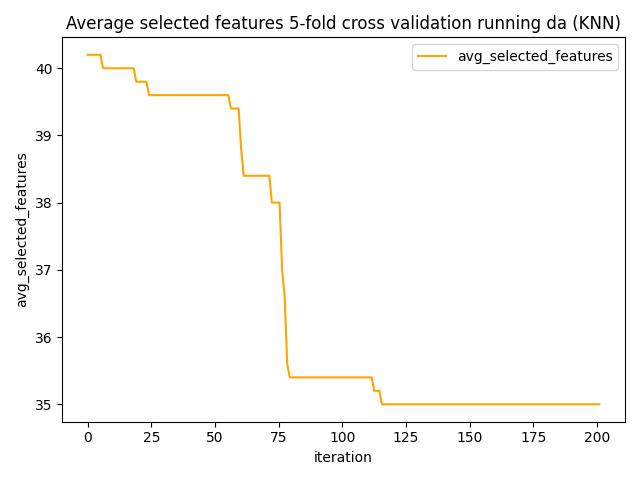 Average selected features 5-fold cross validation running da (KNN)
avg_selected_features
40
39
38
37
36
35
avg_selected_features
0 25 50 75 100 125 150 175 200
iteration